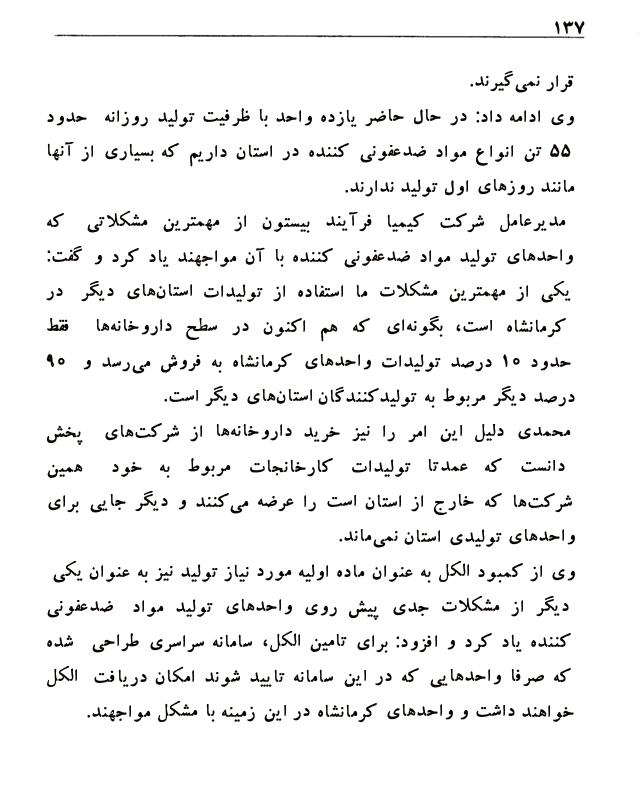 ۱۳۷
قرار نمی‌گیرند.
وی ادامه داد: در حال حاضر یازده واحد با ظرفیت تولید روزانه حدود
۵۵ تن انواع مواد ضدعفونی کننده در استان داریم که بسیاری از آنها
مانند روزهای اول تولید ندارند.
مدیرعامل شرکت کیمیا فرآیند بیستون از مهمترین مشکلاتی که
واحدهای تولید مواد ضدعفونی کننده با آن مواجهند یاد کرد و گفت:
یکی از مهمترین مشکلات ما استفاده از تولیدات استان‌های دیگر در
کرمانشاه است، بگونه‌ای که هم اکنون در سطح داروخانه‌ها فقط
حدود ۱۰ درصد تولیدات واحدهای کرمانشاه به فروش می‌رسد و ۹۰
درصد دیگر مربوط به تولیدکنندگان استان‌های دیگر است.
محمدی دلیل این امر را نیز خرید داروخانه‌ها از شرکت‌های پخش
دانست که عمدتا تولیدات کارخانجات مربوط به خود همین
شرکت‌ها که خارج از استان است را عرضه می‌کنند و دیگر جایی برای
واحدهای تولیدی استان نمی‌ماند.
وی از کمبود الکل به عنوان ماده اولیه مورد نیاز تولید نیز به عنوان یکی
دیگر از مشکلات جدی پیش روی واحدهای تولید مواد ضدعفونی
کننده یاد کرد و افزود: برای تامین الکل، سامانه سراسری طراحی شده
که صرفا واحدهایی که در این سامانه تایید شوند امکان دریافت الکل
خواهند داشت و واحدهای کرمانشاه در این زمینه با مشکل مواجهند.